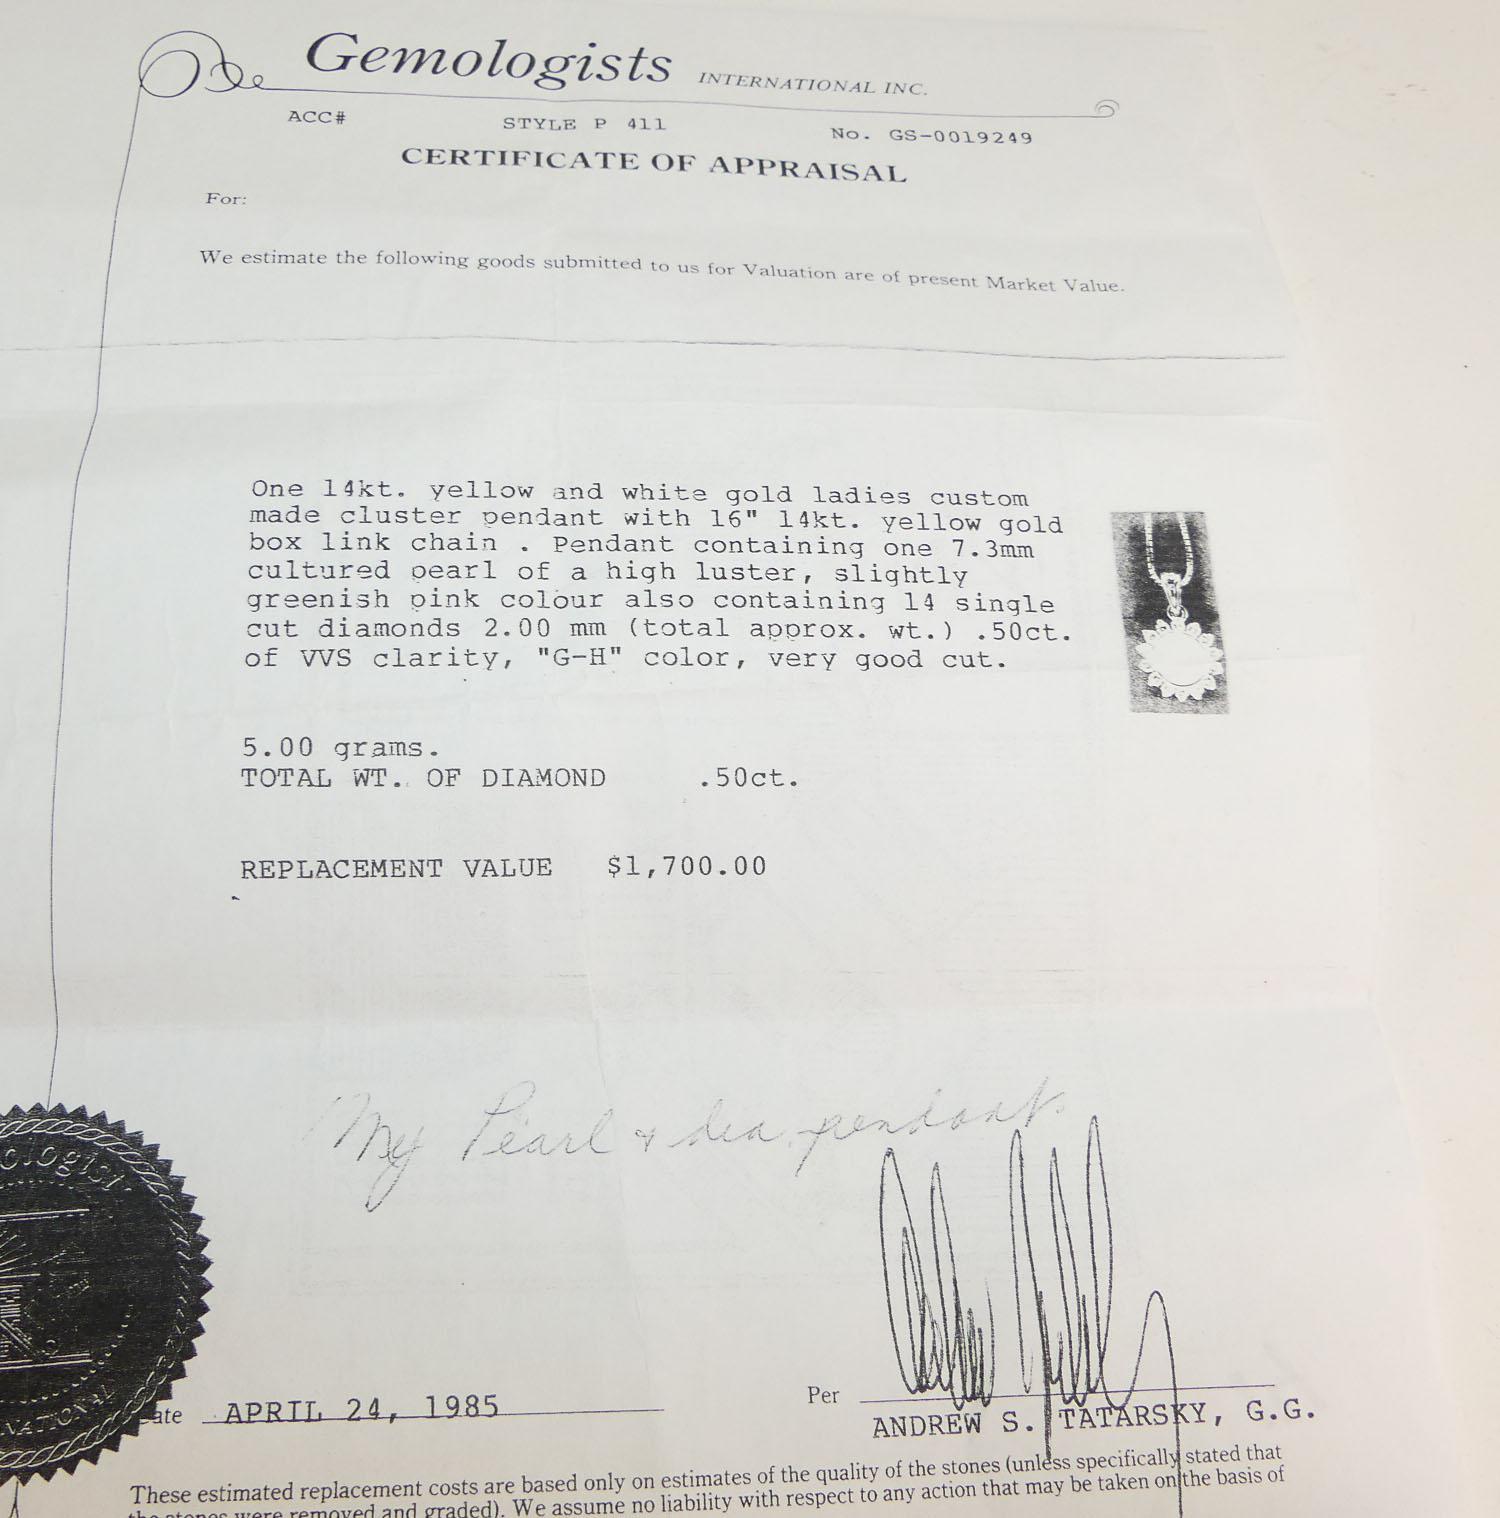 Gemologists INTERNATIONAL INC.
ACC# STYLE P 411 No. GS-0019249
CERTIFICATE OF APPRAISAL
For:
We estimate the following goods submitted to us for Valuation are of present Market Value.
One 14kt. yellow and white gold ladies custom
made cluster pendant with 16" 14kt. yellow gold
box link chain . Pendant containing one 7.3mm
cultured pearl of a high luster, slightly
greenish pink colour also containing 14 single
cut diamonds 2.00 mm (total approx. wt.) .50ct.
of VVS clarity, "G-H" color, very good cut.
5.00 grams.
TOTAL WT. OF DIAMOND .50ct.
REPLACEMENT VALUE $1,700.00
My Pearl & dia. pendant
Date APRIL 24, 1985
Per
ANDREW S. TATARSKY, G.G.
These estimated replacement costs are based only on estimates of the quality of the stones (unless specifically stated that
the stones were removed and graded). We assume no liability with respect to any action that may be taken on the basis of